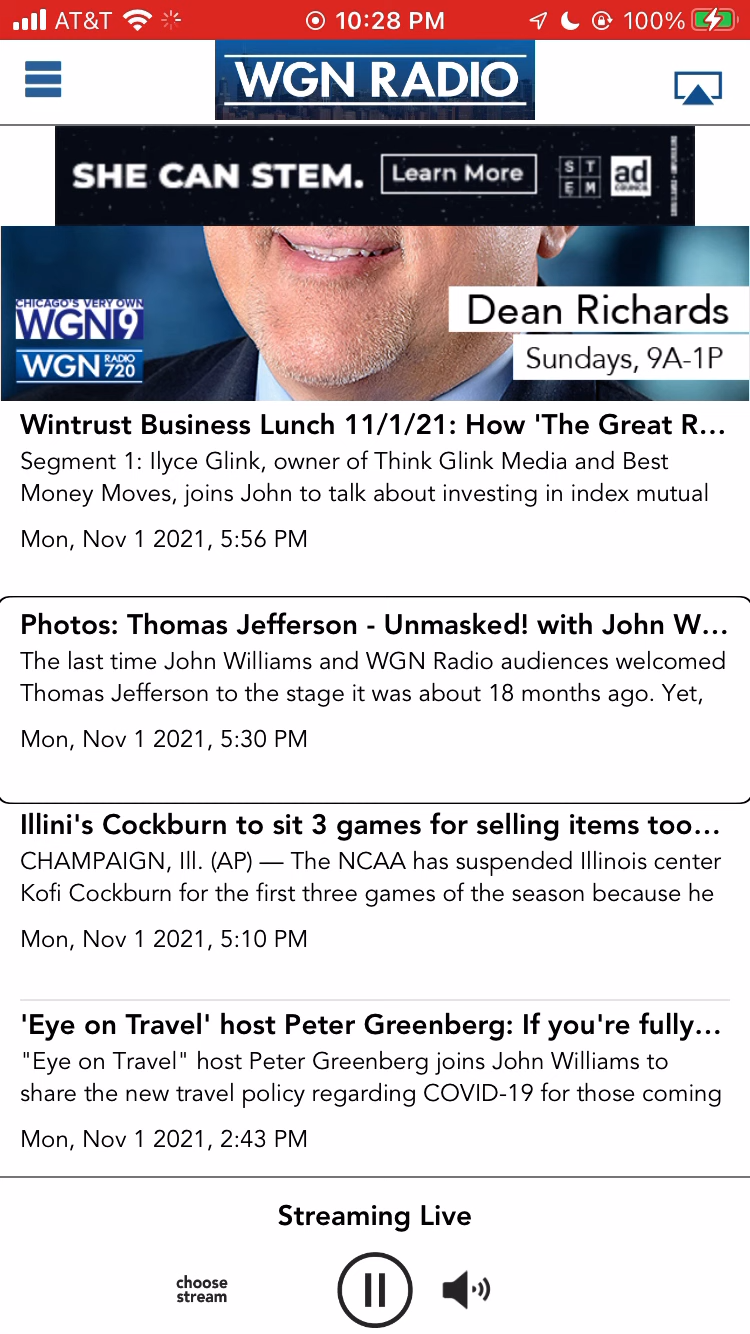 AT&T 10:28 PM 100%
WGN RADIO
SHE CAN STEM. Learn More ST EM ad COUNCIL
CHICAGO'S VERY OWN
WGN9
WGN RADIO 720
Dean Richards
Sundays, 9A-1P
Wintrust Business Lunch 11/1/21: How 'The Great R...
Segment 1: Ilyce Glink, owner of Think Glink Media and Best
Money Moves, joins John to talk about investing in index mutual
Mon, Nov 1 2021, 5:56 PM
Photos: Thomas Jefferson - Unmasked! with John W...
The last time John Williams and WGN Radio audiences welcomed
Thomas Jefferson to the stage it was about 18 months ago. Yet,
Mon, Nov 1 2021, 5:30 PM
Illini's Cockburn to sit 3 games for selling items too...
CHAMPAIGN, Ill. (AP) — The NCAA has suspended Illinois center
Kofi Cockburn for the first three games of the season because he
Mon, Nov 1 2021, 5:10 PM
'Eye on Travel' host Peter Greenberg: If you're fully...
"Eye on Travel" host Peter Greenberg joins John Williams to
share the new travel policy regarding COVID-19 for those coming
Mon, Nov 1 2021, 2:43 PM
Streaming Live
choose
stream